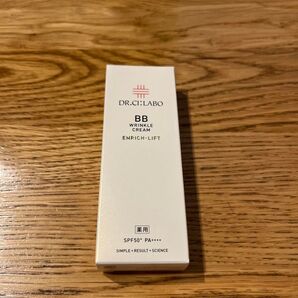 DR.CI:LABO
BB
WRINKLE
CREAM
ENRICH-LIFT
薬用
SPF50+ PA++++
SIMPLE+RESULT+SCIENCE